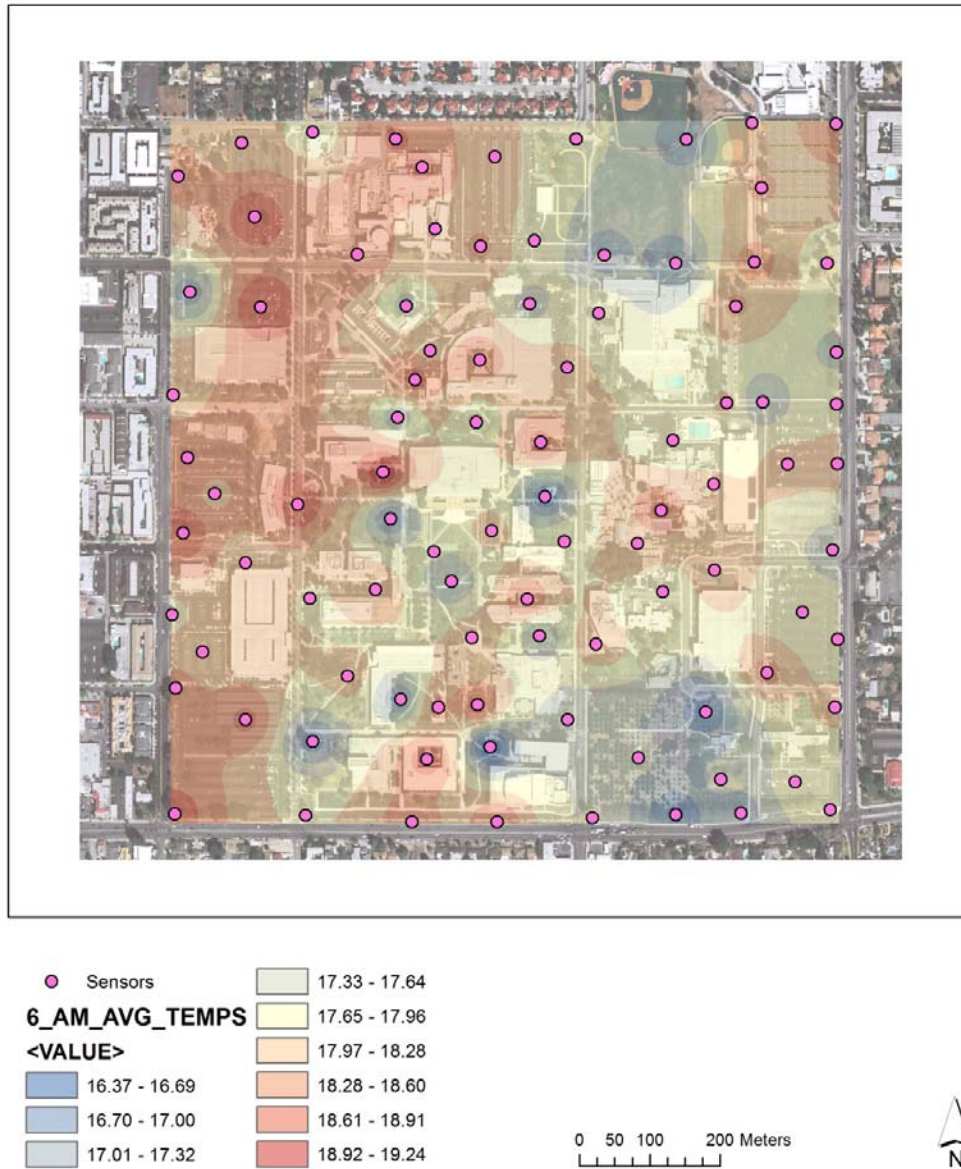 Sensors
6_AM_AVG_TEMPS
<VALUE>
16.37 - 16.69
16.70 - 17.00
17.01 - 17.32
17.33 - 17.64
17.65 - 17.96
17.97 - 18.28
18.28 - 18.60
18.61 - 18.91
18.92 - 19.24
0 50 100 200 Meters
N